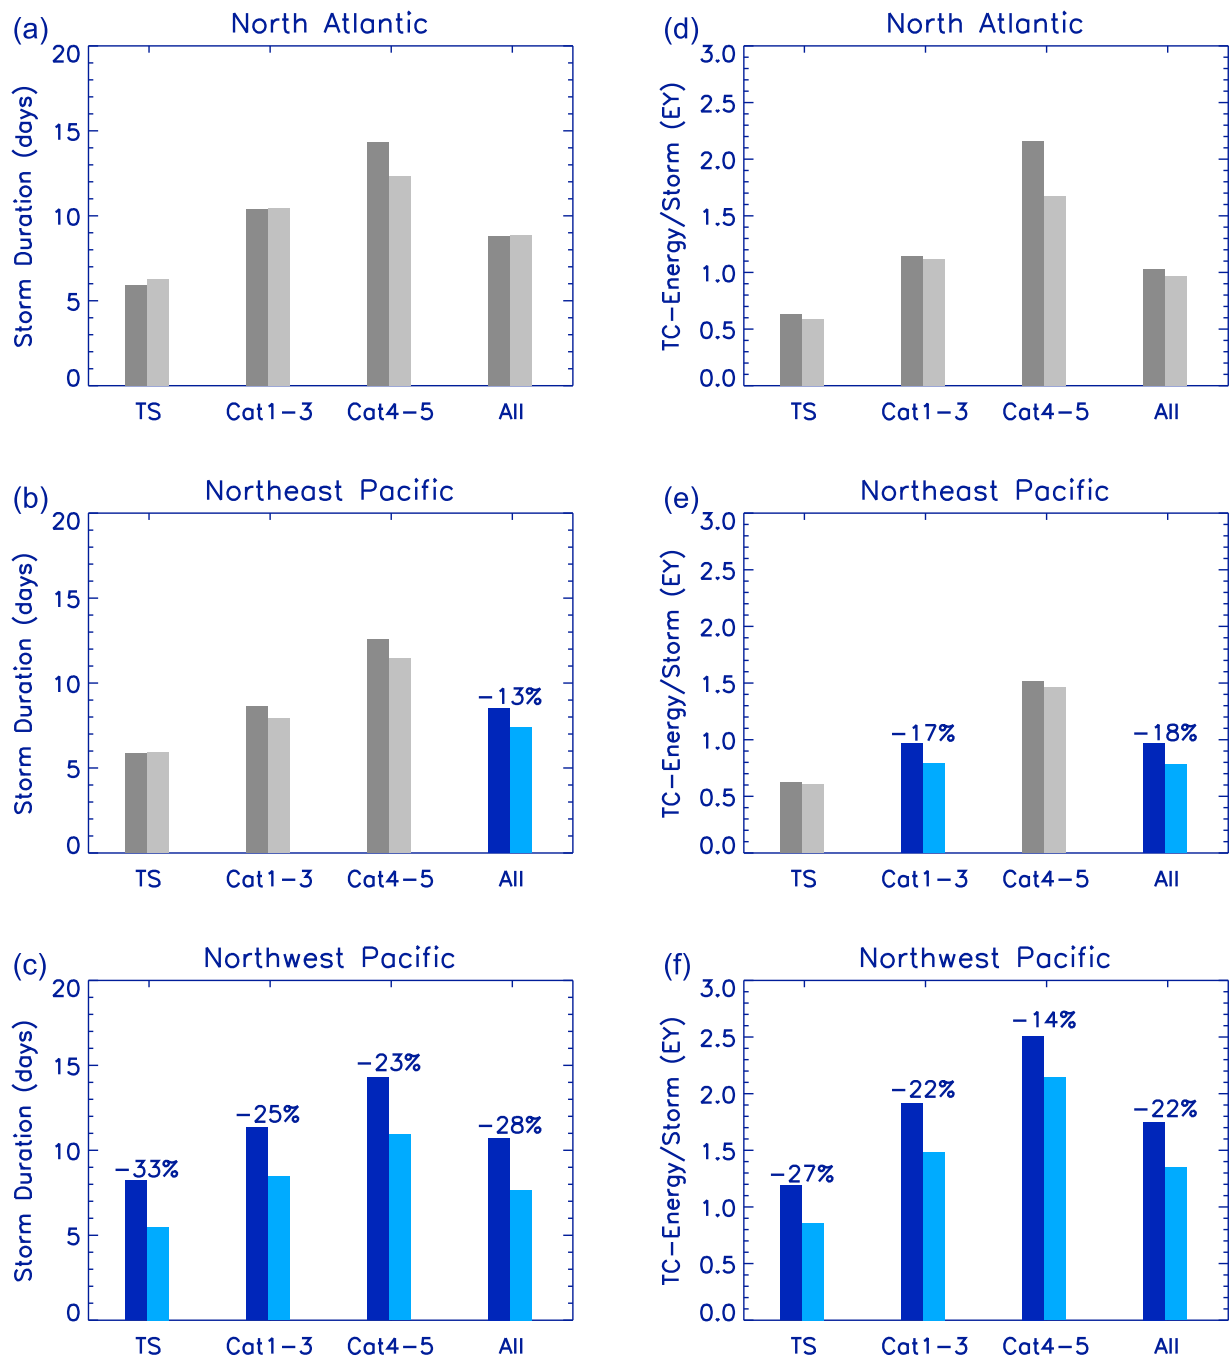 (a) North Atlantic
Storm Duration (days)
20
15
10
5
0
TS Cat1-3 Cat4-5 All
(d) North Atlantic
TC-Energy/Storm (EY)
3.0
2.5
2.0
1.5
1.0
0.5
0.0
TS Cat1-3 Cat4-5 All
(b) Northeast Pacific
Storm Duration (days)
20
15
10
5
0
-13%
TS Cat1-3 Cat4-5 All
(e) Northeast Pacific
TC-Energy/Storm (EY)
3.0
2.5
2.0
1.5
1.0
0.5
0.0
-17% -18%
TS Cat1-3 Cat4-5 All
(c) Northwest Pacific
Storm Duration (days)
20
15
10
5
0
-33% -25% -23% -28%
TS Cat1-3 Cat4-5 All
(f) Northwest Pacific
TC-Energy/Storm (EY)
3.0
2.5
2.0
1.5
1.0
0.5
0.0
-27% -22% -14% -22%
TS Cat1-3 Cat4-5 All